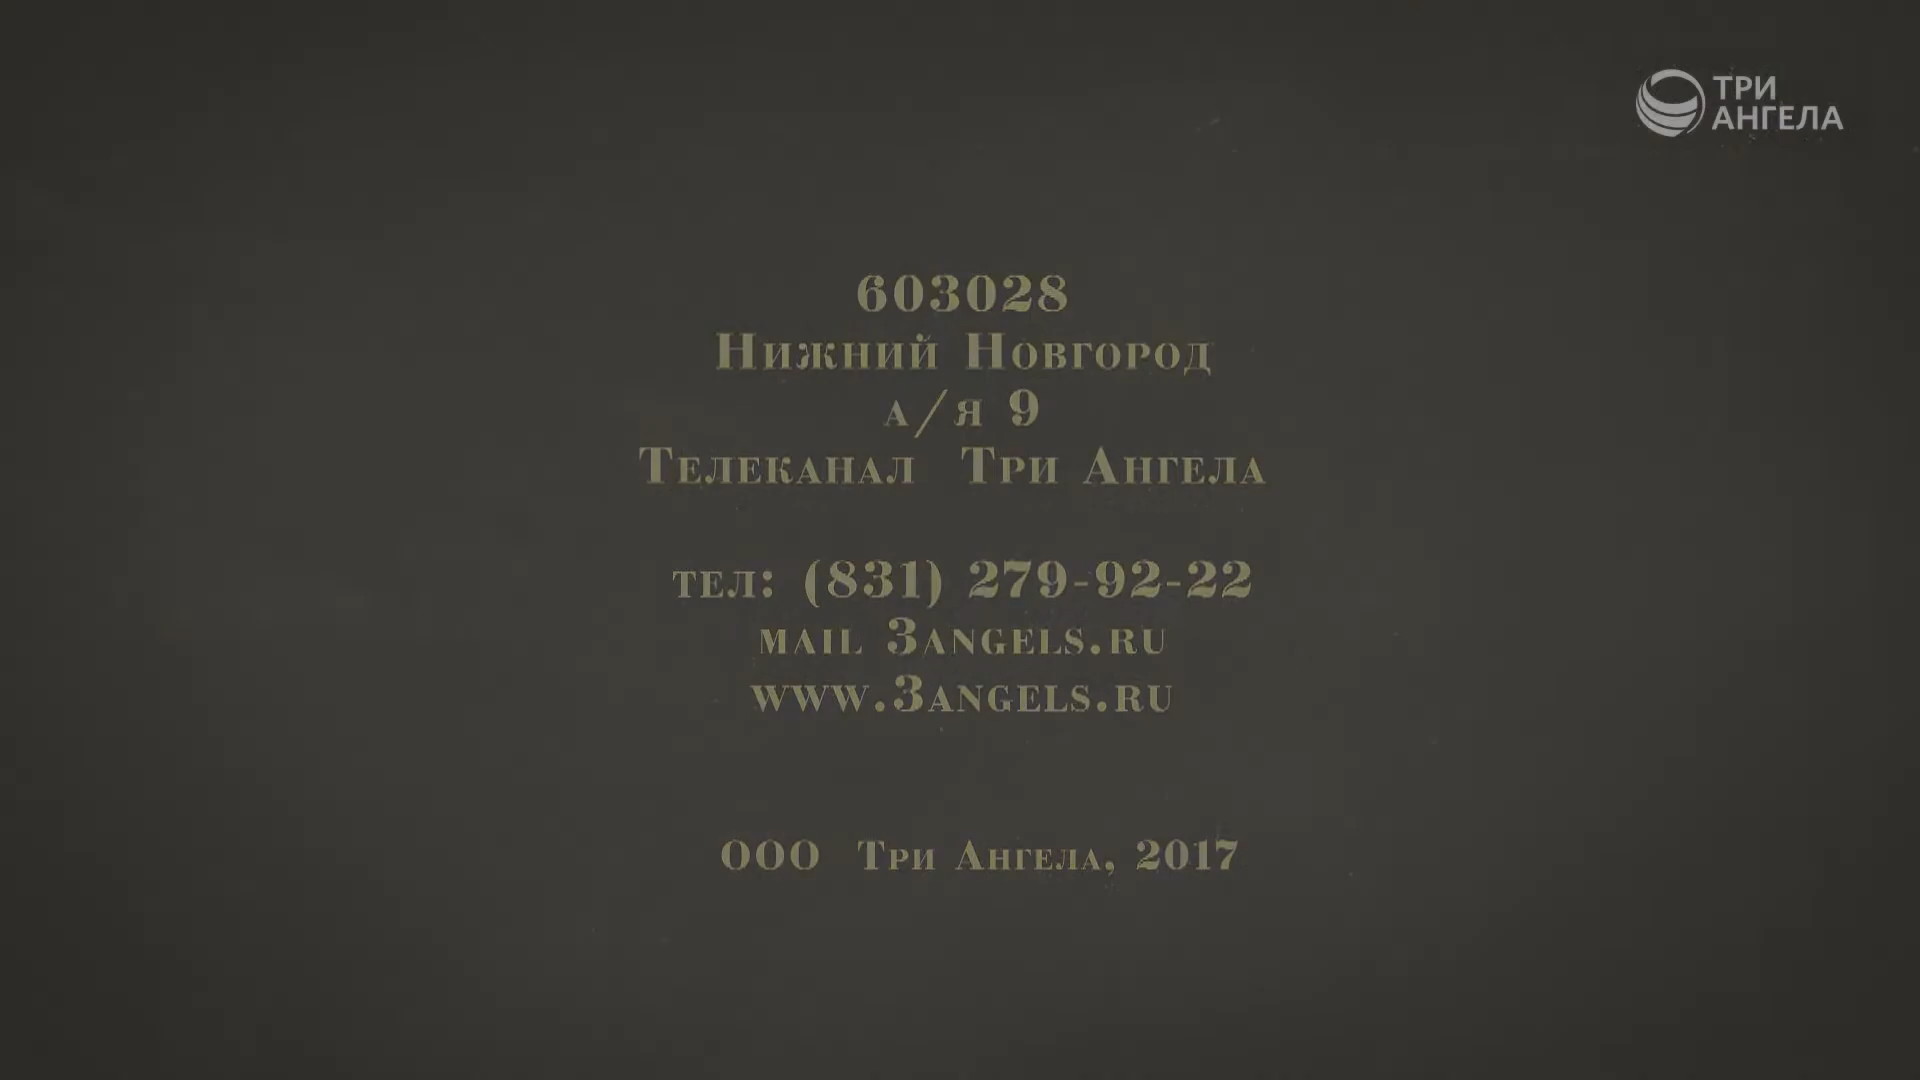 ТРИ
АНГЕЛА
603028
Нижний Новгород
а/я 9
Телеканал Три Ангела
тел: (831) 279-92-22
mail 3angels.ru
www.3angels.ru
ООО Три Ангела, 2017